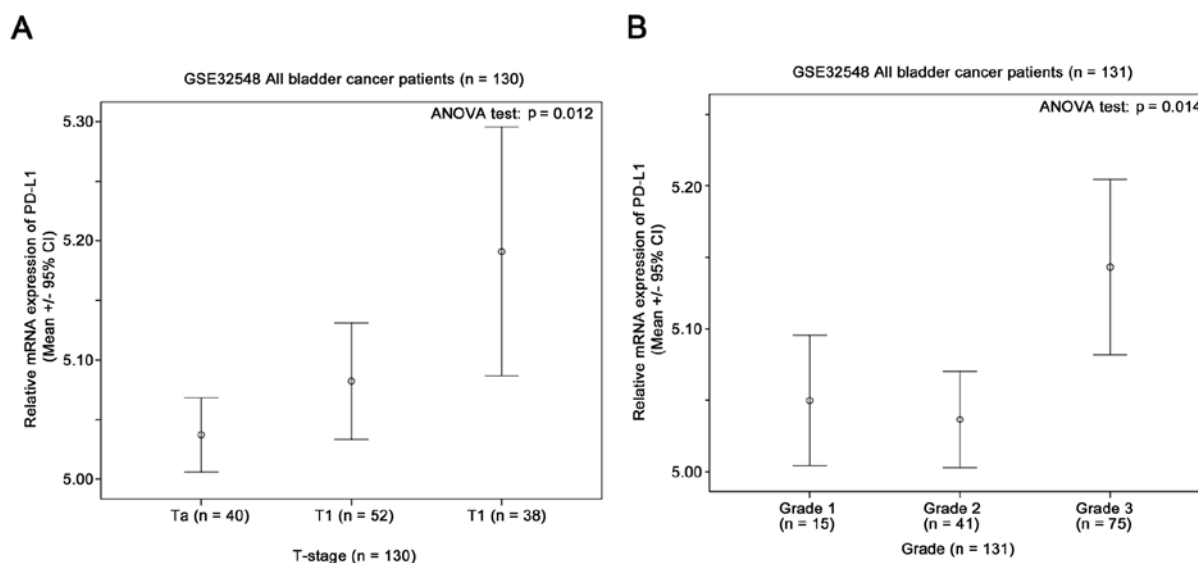 A
GSE32548 All bladder cancer patients (n = 130)
ANOVA test: p = 0.012
Relative mRNA expression of PD-L1
(Mean +/- 95% CI)
5.30
5.20
5.10
5.00
Ta (n = 40)
T1 (n = 52)
T1 (n = 38)
T-stage (n = 130)
B
GSE32548 All bladder cancer patients (n = 131)
ANOVA test: p = 0.014
Relative mRNA expression of PD-L1
(Mean +/- 95% CI)
5.20
5.10
5.00
Grade 1
(n = 15)
Grade 2
(n = 41)
Grade 3
(n = 75)
Grade (n = 131)